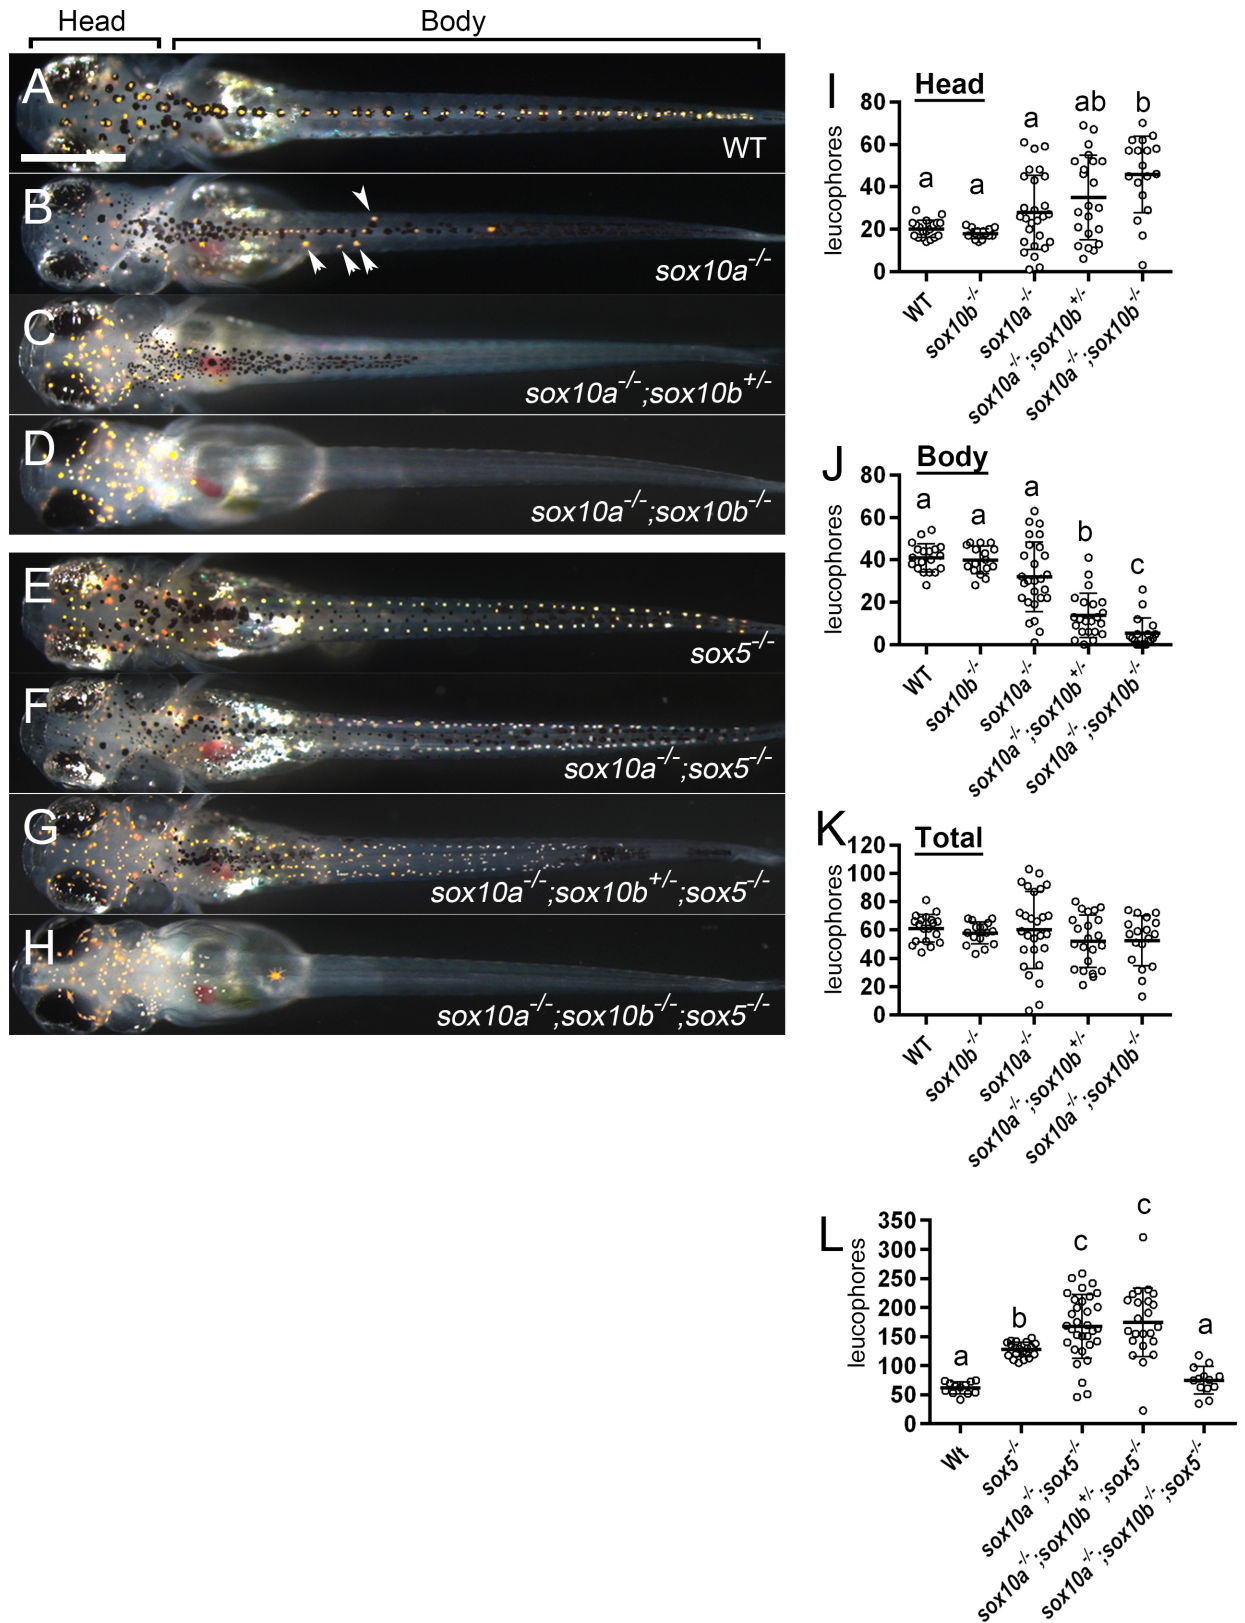 Head Body
A
WT
B
sox10a-/-
C
sox10a-/-;sox10b+/-
D
sox10a-/-;sox10b-/-
E
sox5-/-
F
sox10a-/-;sox5-/-
G
sox10a-/-;sox10b+/-;sox5-/-
H
sox10a-/-;sox10b-/-;sox5-/-
I Head
leucophores
80
60
40
20
0
a a a ab b
WT sox10b-/- sox10a-/- sox10a-/-;sox10b+/- sox10a-/-;sox10b-/-
J Body
leucophores
80
60
40
20
0
a a a b c
WT sox10b-/- sox10a-/- sox10a-/-;sox10b+/- sox10a-/-;sox10b-/-
K Total
leucophores
120
100
80
60
40
20
0
WT sox10b-/- sox10a-/- sox10a-/-;sox10b+/- sox10a-/-;sox10b-/-
L
leucophores
350
300
250
200
150
100
50
0
a b c c a
Wt sox5-/- sox10a-/-;sox5-/- sox10a-/-;sox10b+/-;sox5-/- sox10a-/-;sox10b-/-;sox5-/-